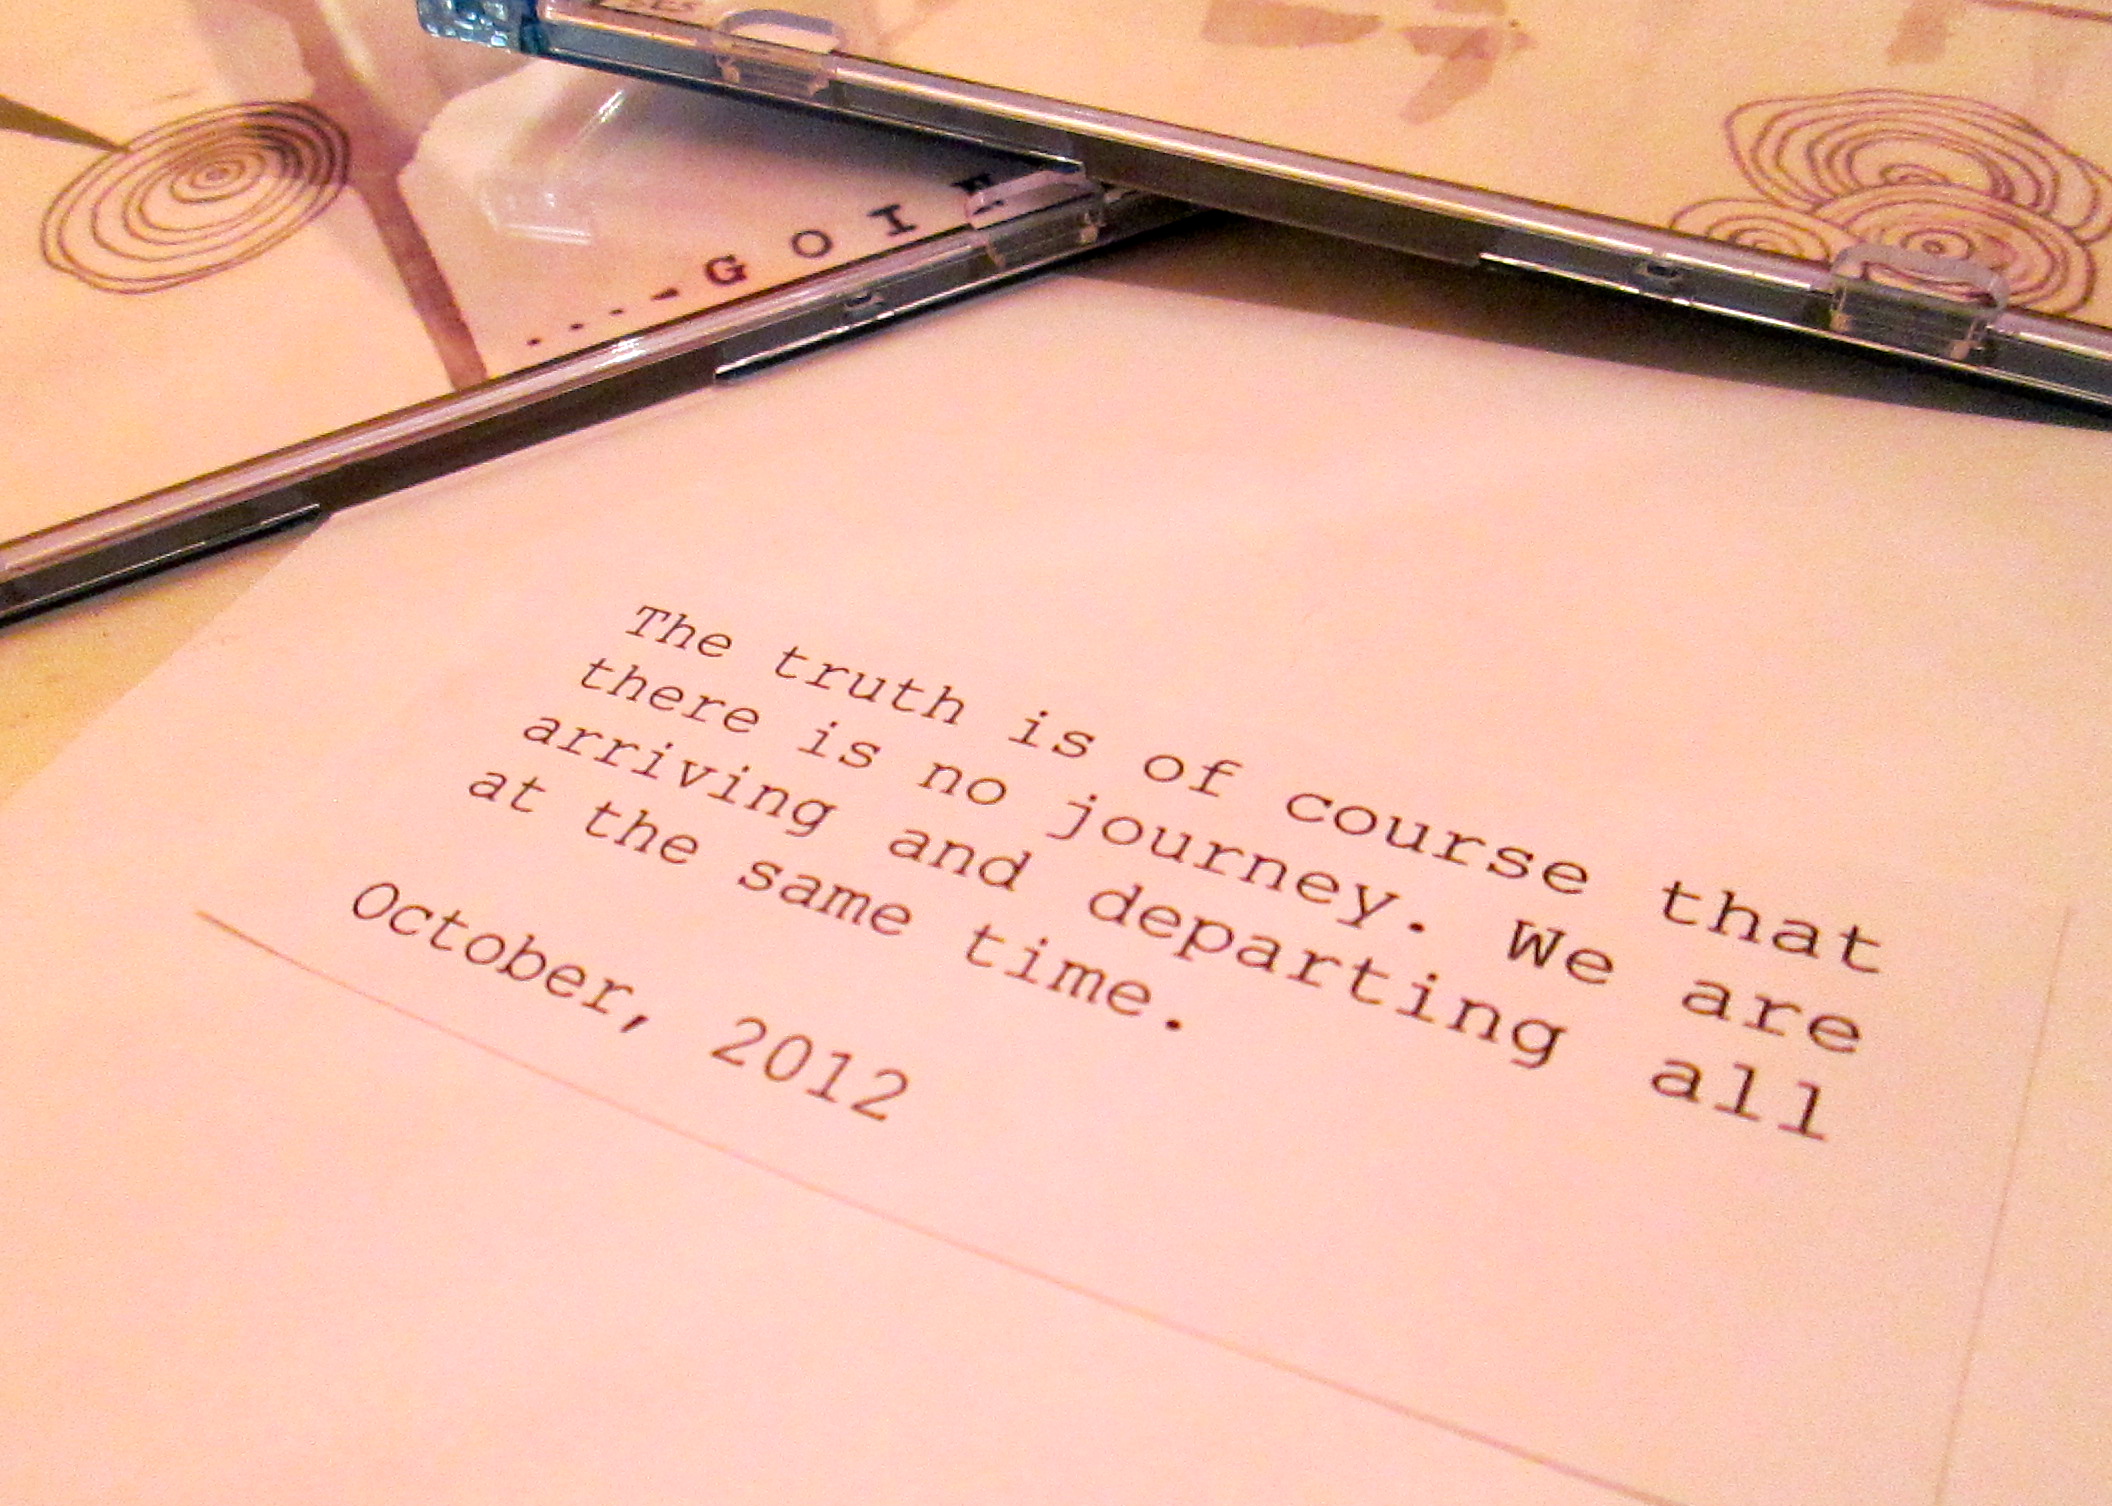 GOI
The truth is of course that
there is no journey. We are
arriving and departing all
at the same time.
October, 2012